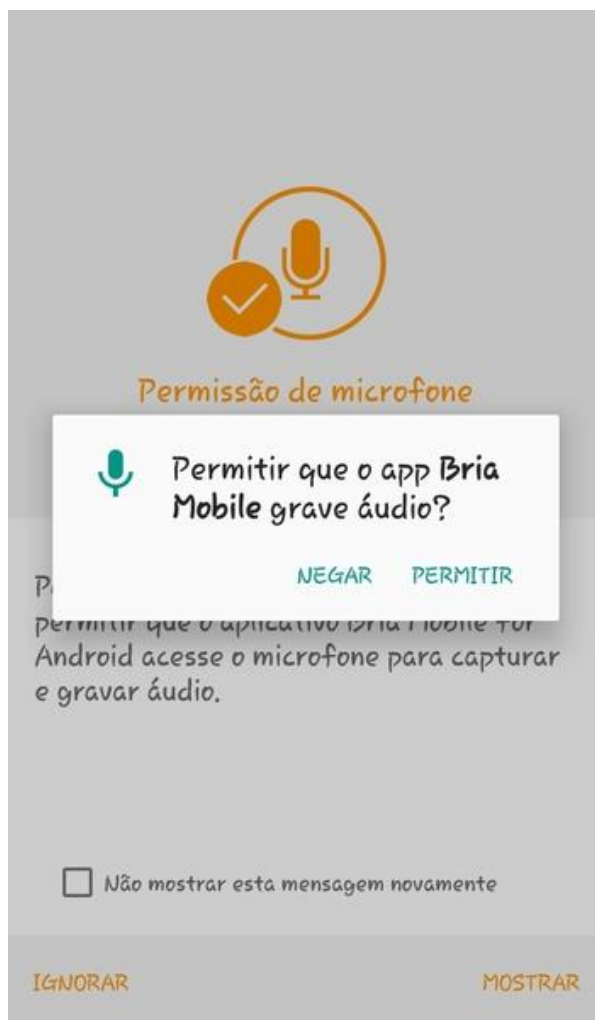 Permissão de microfone
Permitir que o app Bria
Mobile grave áudio?
NEGAR PERMITIR
permitir que o aplicativo Bria Mobile for
Android acesse o microfone para capturar
e gravar áudio.
Não mostrar esta mensagem novamente
IGNORAR MOSTRAR